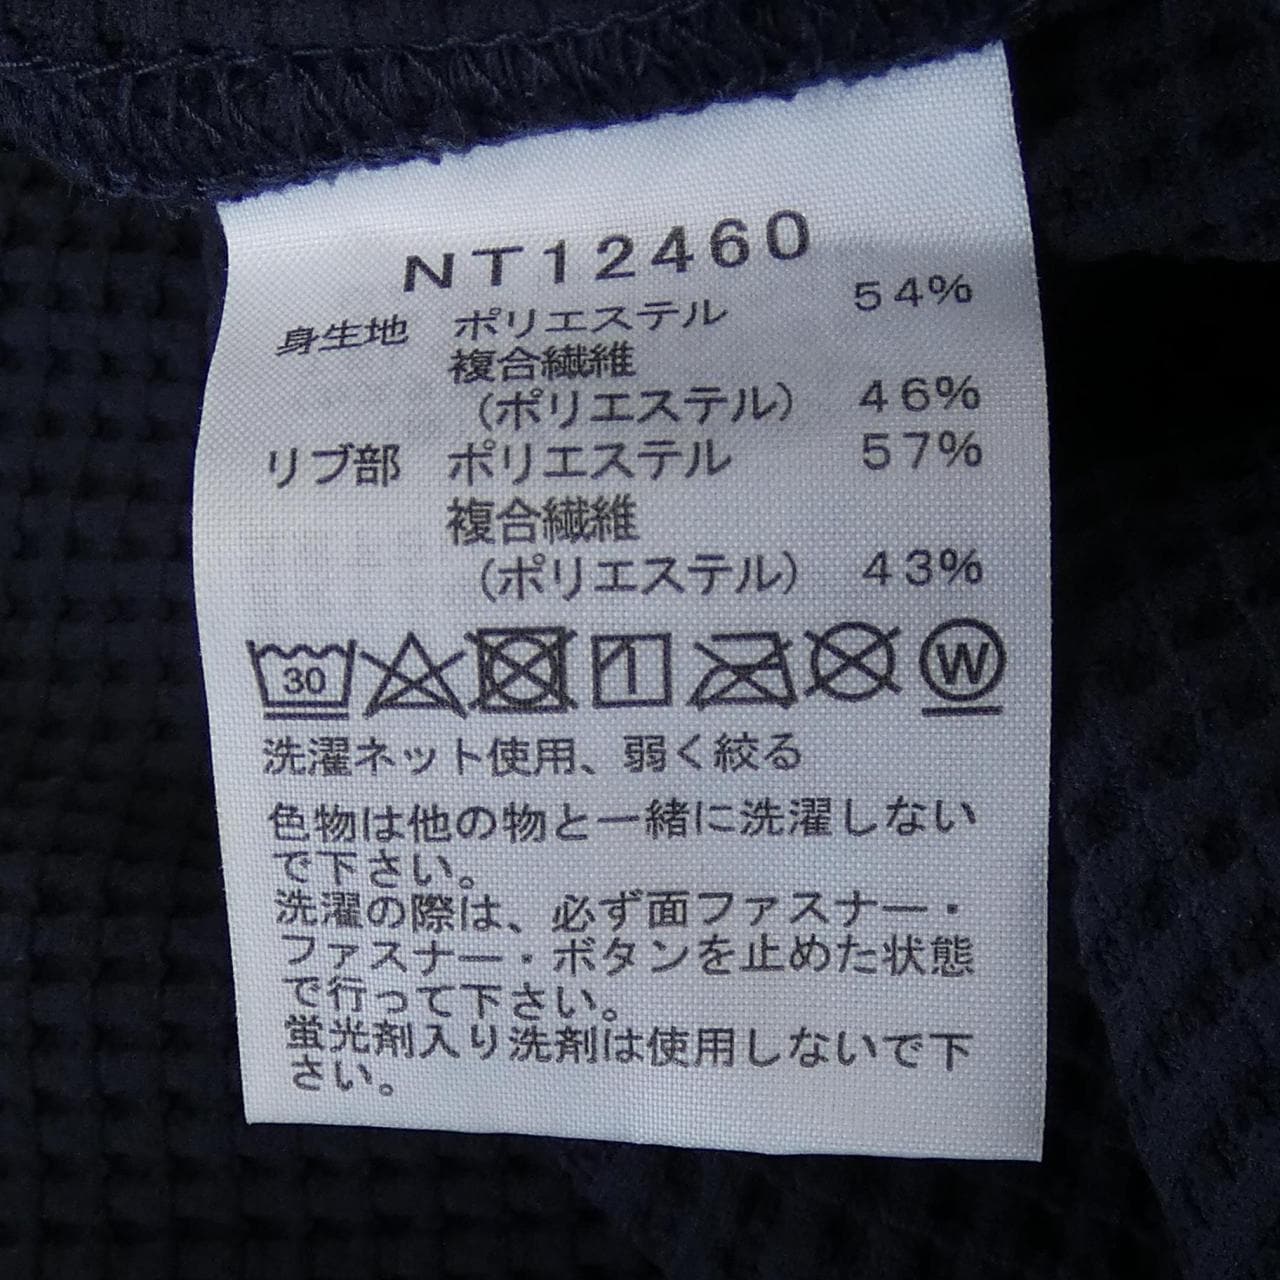 NT12460
身生地 ポリエステル 54%
複合繊維
(ポリエステル) 46%
リブ部 ポリエステル 57%
複合繊維
(ポリエステル) 43%
30 W
洗濯ネット使用、弱く絞る
色物は他の物と一緒に洗濯しない
で下さい。
洗濯の際は、必ず面ファスナー・
ファスナー・ボタンを止めた状態
で行って下さい。
蛍光剤入り洗剤は使用しないで下
さい。